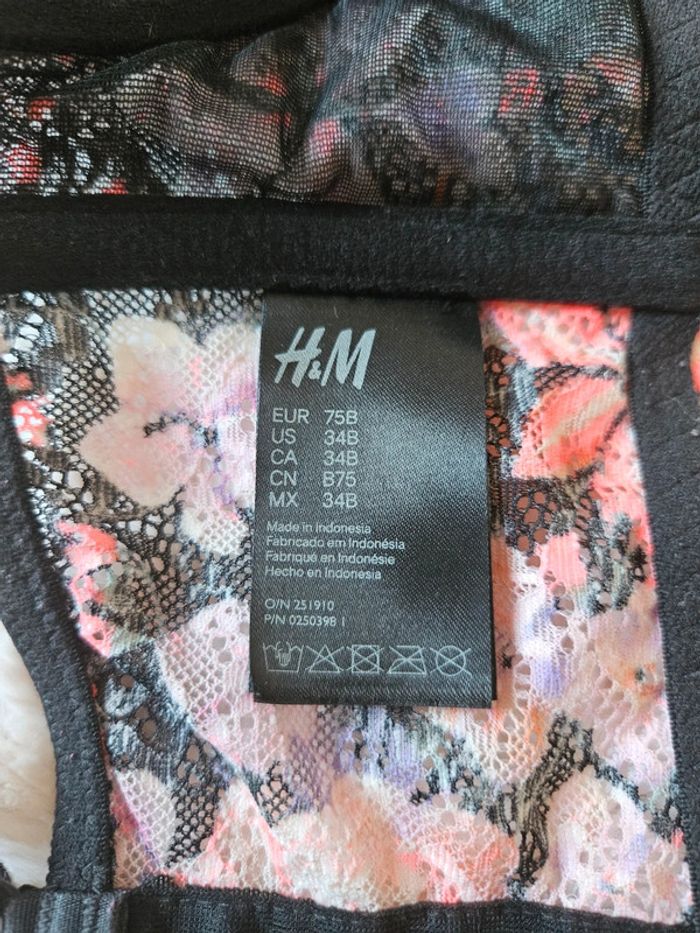 H&M
EUR 75B
US 34B
CA 34B
CN B75
MX 34B
Made in Indonesia
Fabricado em Indonésia
Fabriqué en Indonésie
Hecho en Indonesia
O/N 251910
P/N 0250398 1